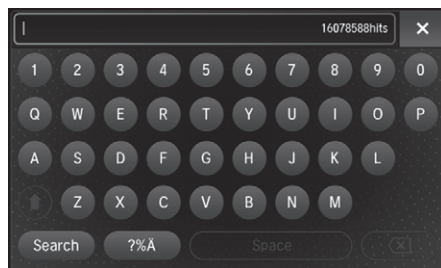 16078588hits ×
1 2 3 4 5 6 7 8 9 0
Q W E R T Y U I O P
A S D F G H J K L
Z X C V B N M
Search ?%Ä Space